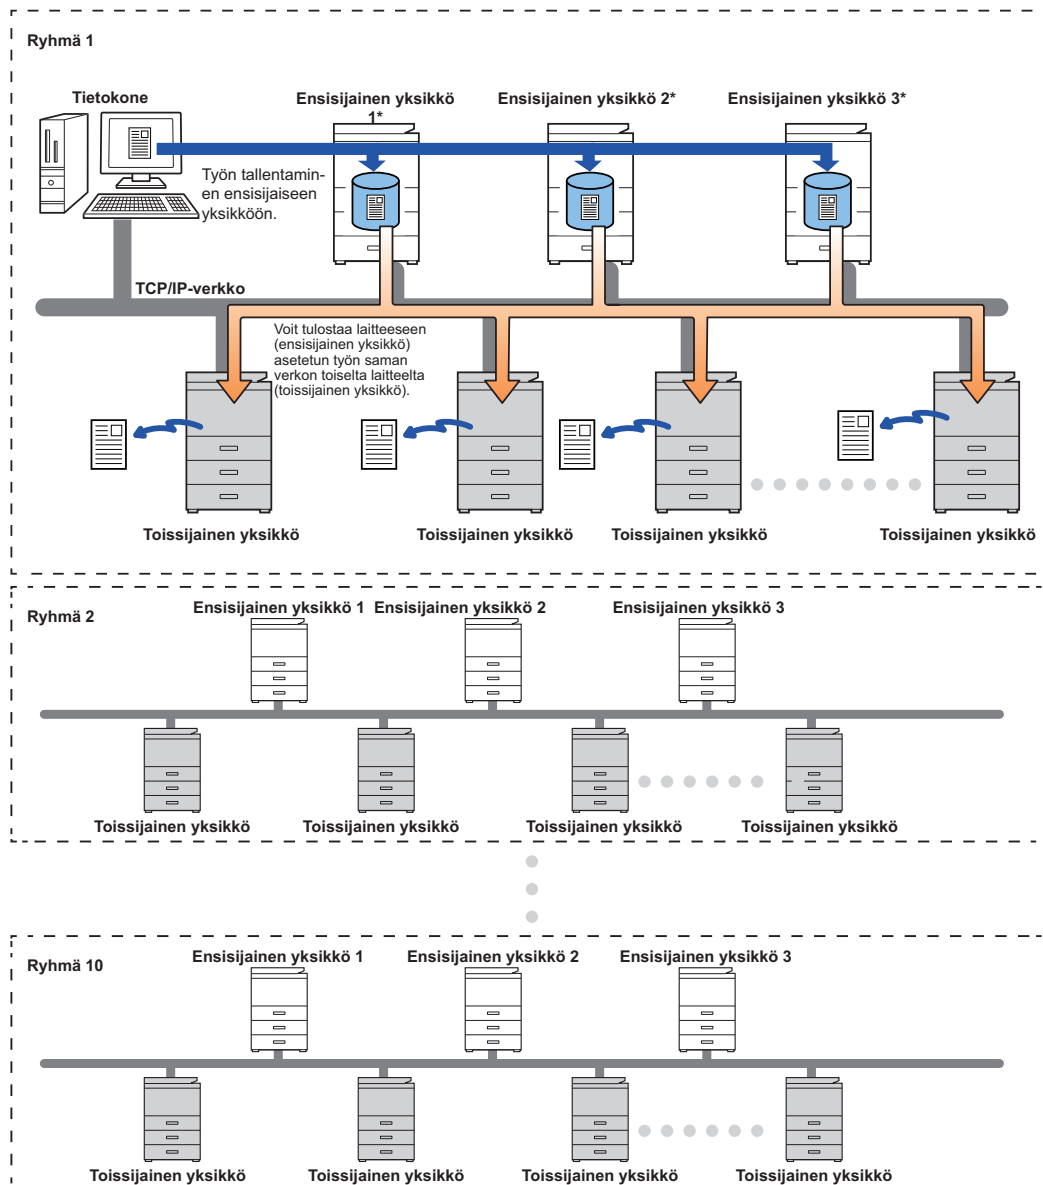 Ryhmä 1
Tietokone
Ensisijainen yksikkö
1*
Ensisijainen yksikkö 2*
Ensisijainen yksikkö 3*
Työn tallentamin-
en ensisijaiseen
yksikköön.
TCP/IP-verkko
Voit tulostaa laitteeseen
(ensisijainen yksikkö)
asetetun työn saman
verkon toiselta laitteelta
(toissijainen yksikkö).
Toissijainen yksikkö
Toissijainen yksikkö
Toissijainen yksikkö
Toissijainen yksikkö
Ryhmä 2
Ensisijainen yksikkö 1
Ensisijainen yksikkö 2
Ensisijainen yksikkö 3
Toissijainen yksikkö
Toissijainen yksikkö
Toissijainen yksikkö
Toissijainen yksikkö
Ryhmä 10
Ensisijainen yksikkö 1
Ensisijainen yksikkö 2
Ensisijainen yksikkö 3
Toissijainen yksikkö
Toissijainen yksikkö
Toissijainen yksikkö
Toissijainen yksikkö